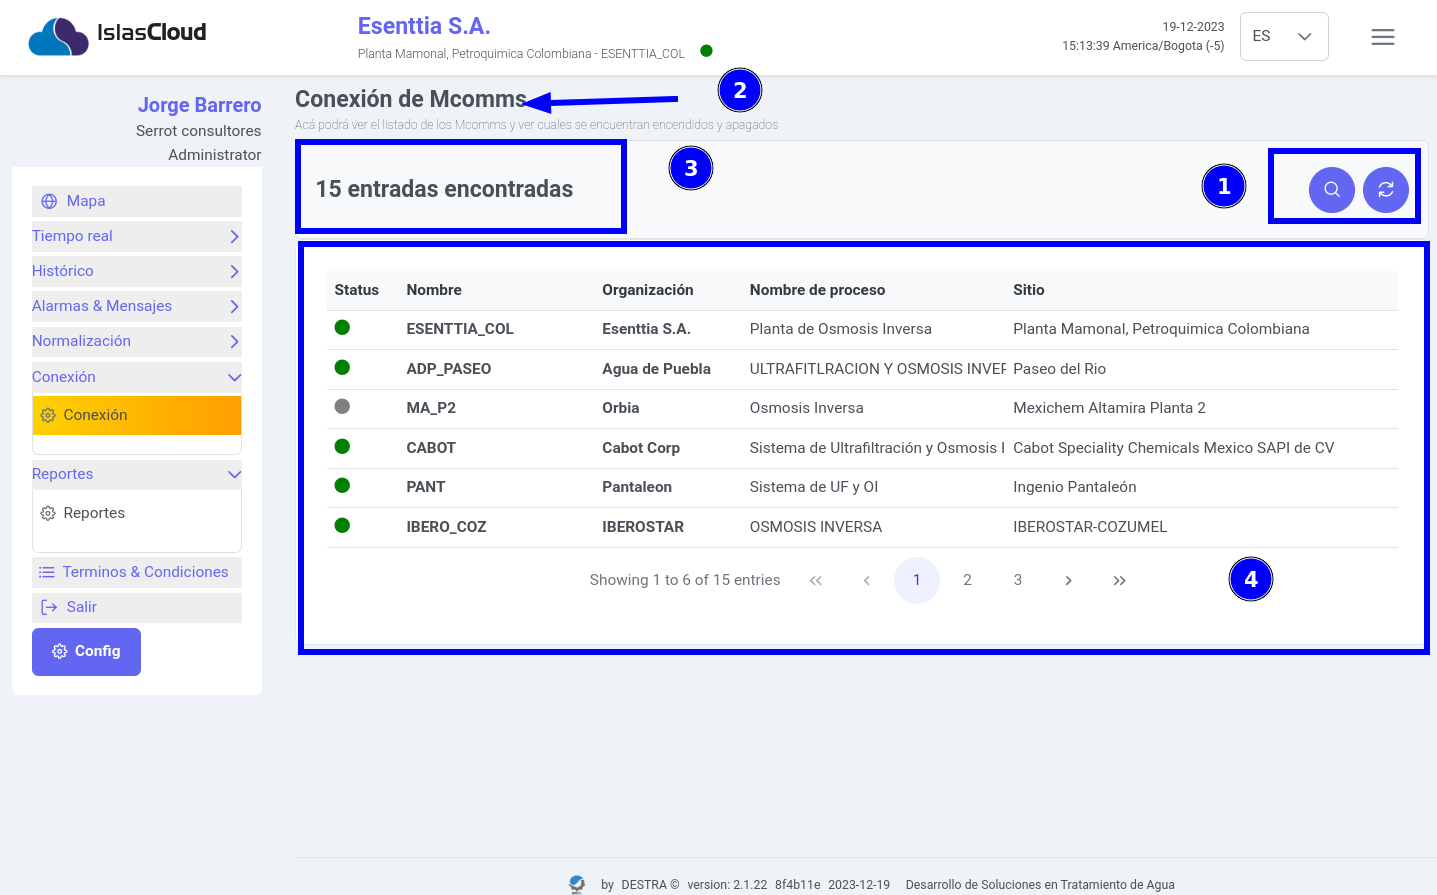 IslasCloud
Esenttia S.A.
Planta Mamonal, Petroquimica Colombiana - ESENTTIA_COL
19-12-2023
15:13:39 America/Bogota (-5)
ES
Jorge Barrero
Serrot consultores
Administrator
Mapa
Tiempo real
Histórico
Alarmas & Mensajes
Normalización
Conexión
Conexión
Reportes
Reportes
Terminos & Condiciones
Salir
Config
Conexión de Mcomms
2
Acá podrá ver el listado de los Mcomms y ver cuales se encuentran encendidos y apagados
15 entradas encontradas
3
1
Status Nombre Organización Nombre de proceso Sitio
ESENTTIA_COL Esenttia S.A. Planta de Osmosis Inversa Planta Mamonal, Petroquimica Colombiana
ADP_PASEO Agua de Puebla ULTRAFITLRACION Y OSMOSIS INVER Paseo del Rio
MA_P2 Orbia Osmosis Inversa Mexichem Altamira Planta 2
CABOT Cabot Corp Sistema de Ultrafiltración y Osmosis I Cabot Speciality Chemicals Mexico SAPI de CV
PANT Pantaleon Sistema de UF y OI Ingenio Pantaleón
IBERO_COZ IBEROSTAR OSMOSIS INVERSA IBEROSTAR-COZUMEL
Showing 1 to 6 of 15 entries 1 2 3
4
by DESTRA © version: 2.1.22 8f4b11e 2023-12-19 Desarrollo de Soluciones en Tratamiento de Agua